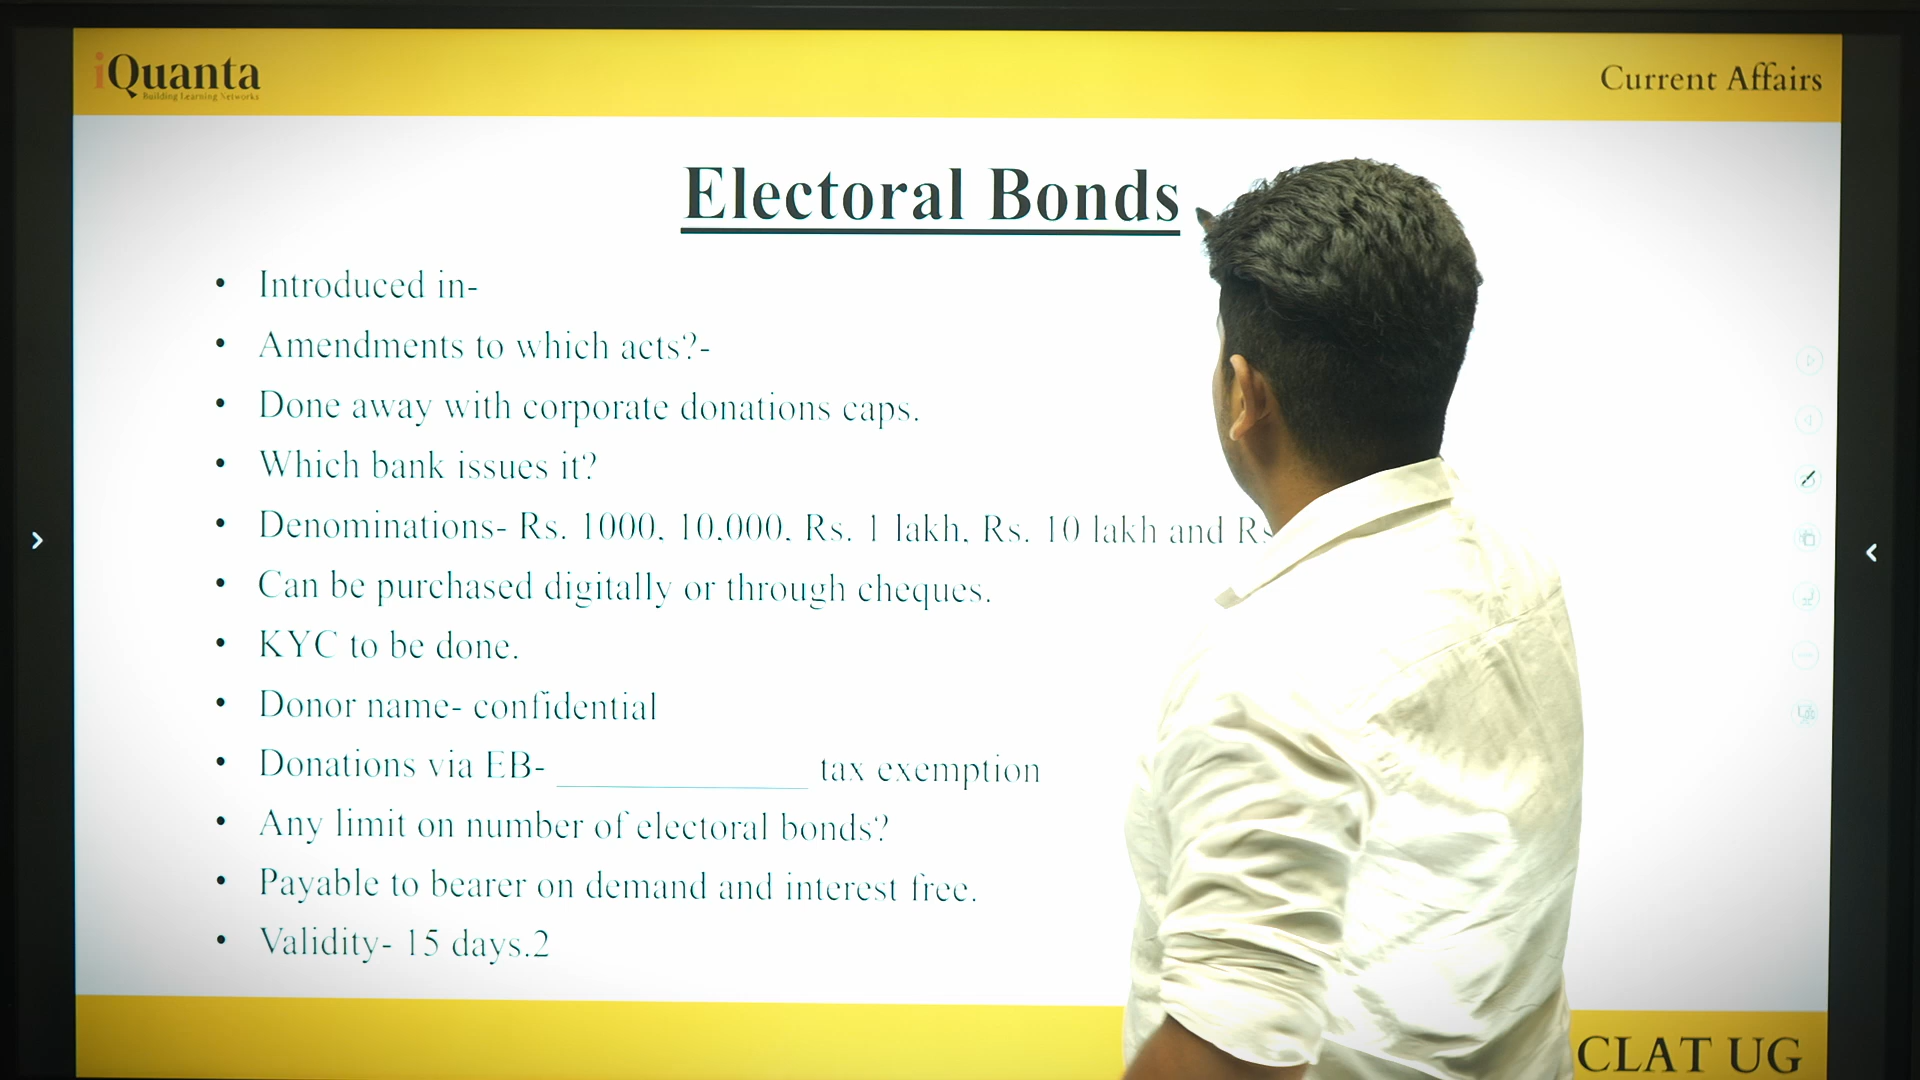 iQuanta
Building Learning Networks
Current Affairs
Electoral Bonds
• Introduced in-
• Amendments to which acts?-
• Done away with corporate donations caps.
• Which bank issues it?
• Denominations- Rs. 1000, 10,000, Rs. 1 lakh, Rs. 10 lakh and Rs
• Can be purchased digitally or through cheques.
• KYC to be done.
• Donor name- confidential
• Donations via EB- ____________ tax exemption
• Any limit on number of electoral bonds?
• Payable to bearer on demand and interest free.
• Validity- 15 days.2
CLAT UG